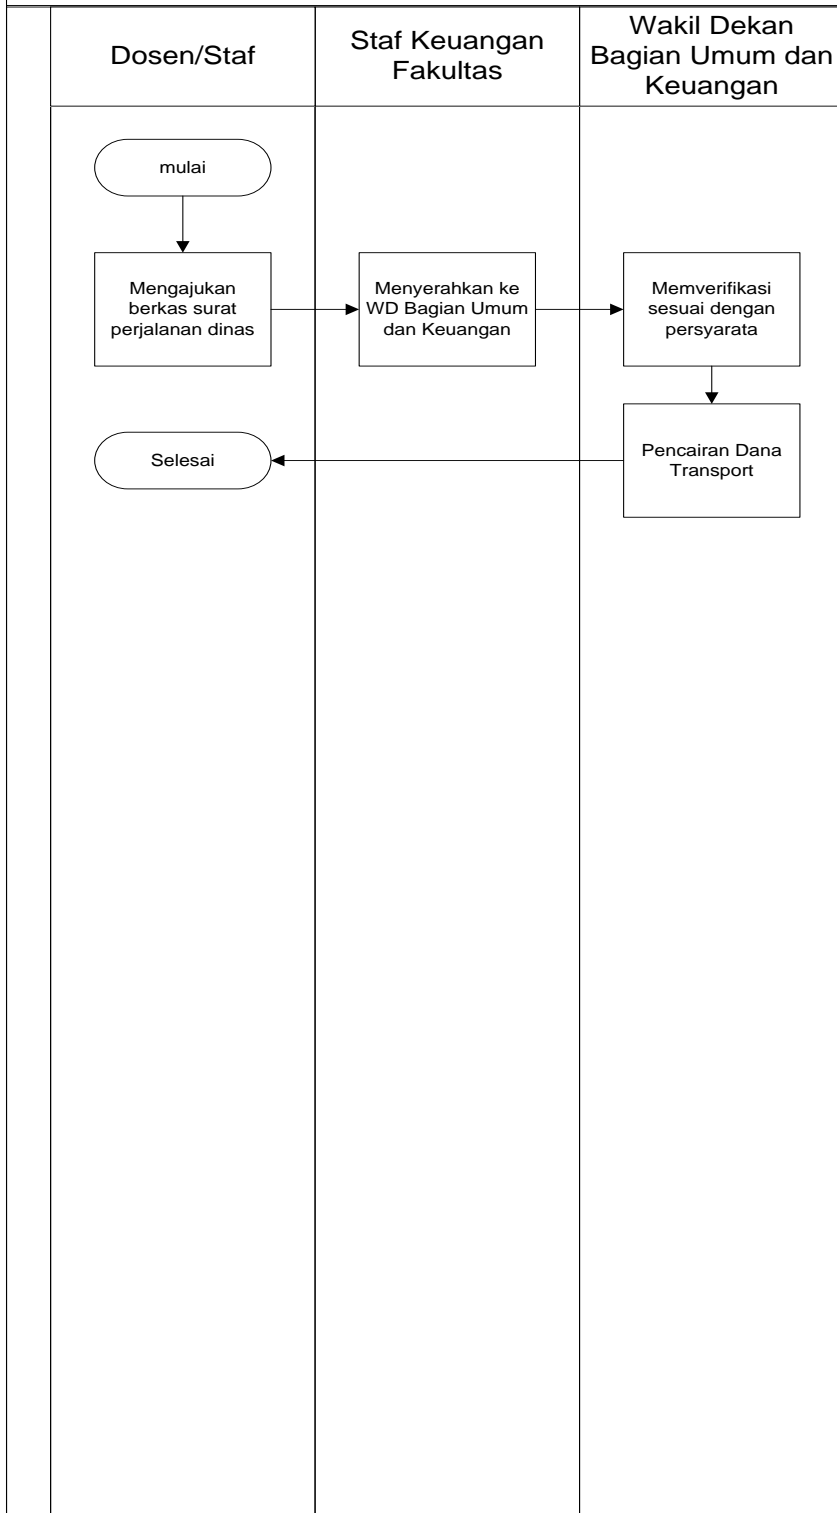 Dosen/Staf
Staf Keuangan
Fakultas
Wakil Dekan
Bagian Umum dan
Keuangan
mulai
Mengajukan
berkas surat
perjalanan dinas
Menyerahkan ke
WD Bagian Umum
dan Keuangan
Memverifikasi
sesuai dengan
persyarata
Pencairan Dana
Transport
Selesai